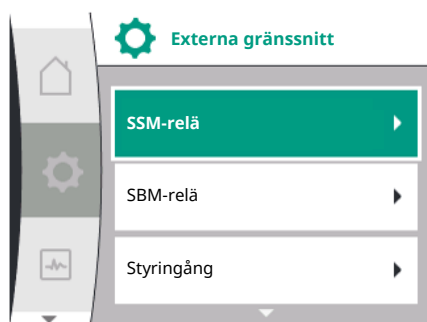 Externa gränssnitt
SSM-relä
SBM-relä
Styringång